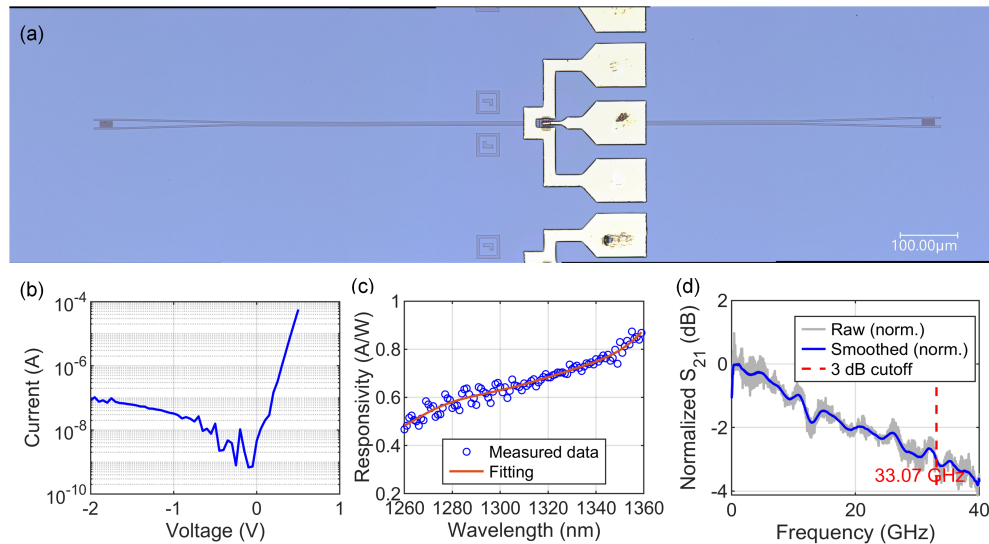 (a)
100.00μm
(b)
10⁻⁴
10⁻⁶
10⁻⁸
10⁻¹⁰
Current (A)
-2
-1
0
1
Voltage (V)
(c)
1
0.8
0.6
0.4
0.2
Responsivity (A/W)
Measured data
Fitting
1260
1280
1300
1320
1340
1360
Wavelength (nm)
(d)
2
0
-2
-4
Normalized S₂₁ (dB)
Raw (norm.)
Smoothed (norm.)
3 dB cutoff
33.07 GHz
0
20
40
Frequency (GHz)